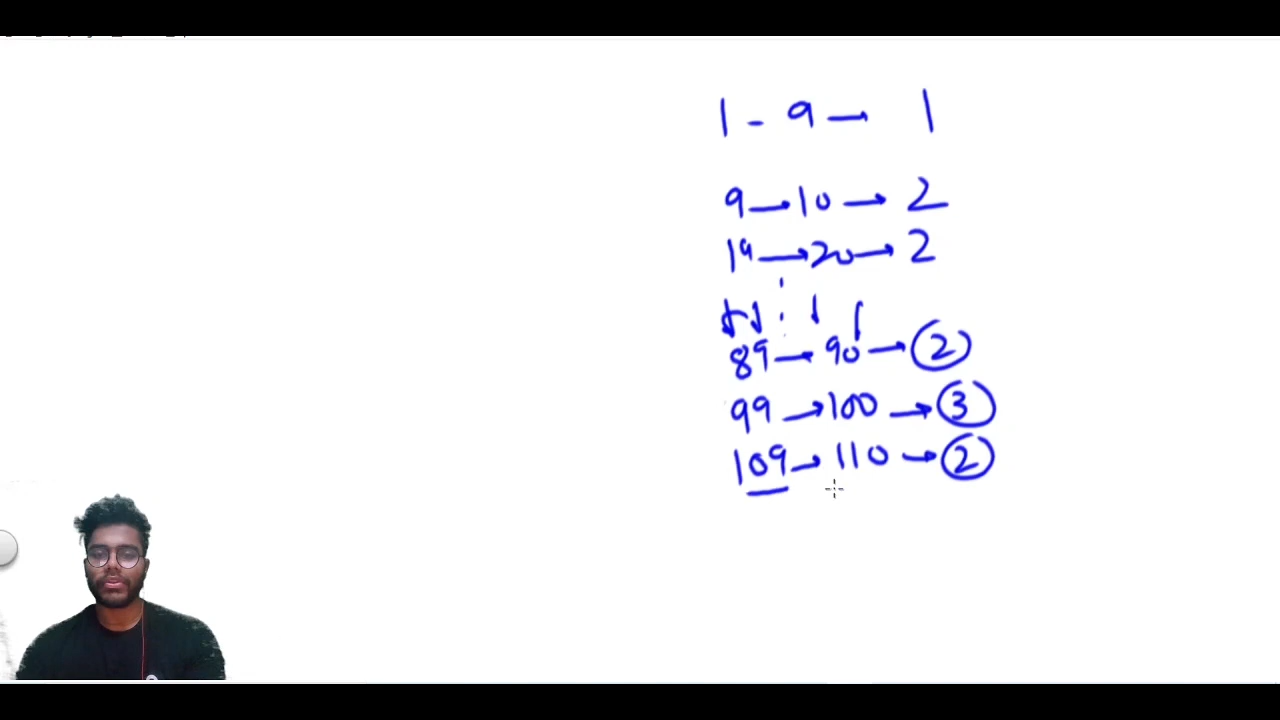 1 - 9 → 1
9 → 10 → 2
19 → 20 → 2
89 → 90 → 2
99 → 100 → 3
109 → 110 → 2